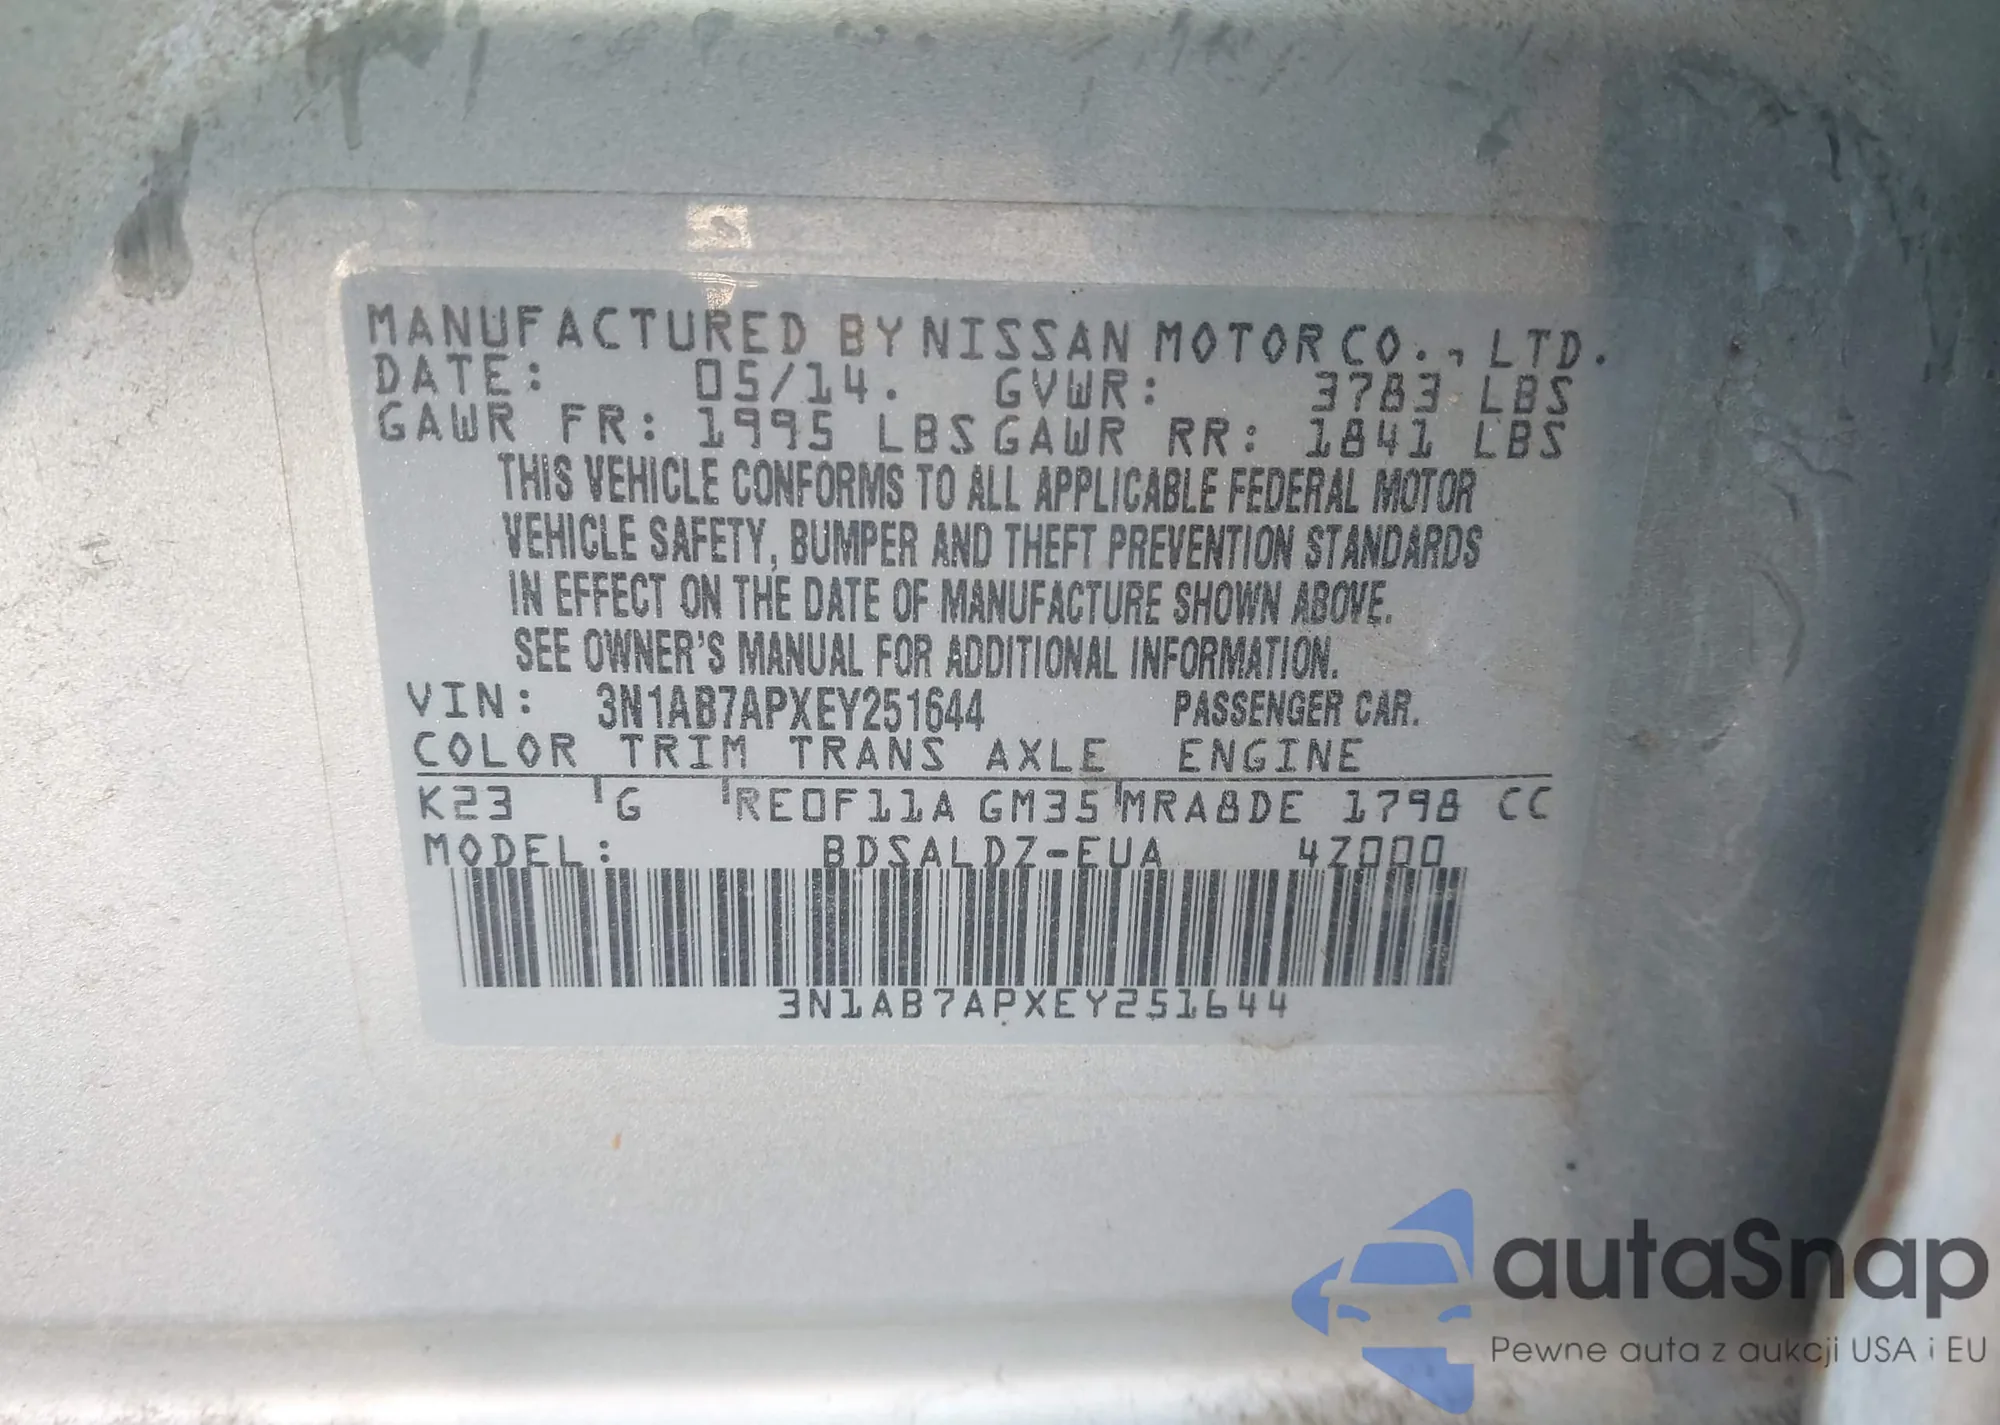 MANUFACTURED BY NISSAN MOTOR CO., LTD.
DATE: 05/14. GVWR: 3783 LBS
GAWR FR: 1995 LBS GAWR RR: 1841 LBS
THIS VEHICLE CONFORMS TO ALL APPLICABLE FEDERAL MOTOR
VEHICLE SAFETY, BUMPER AND THEFT PREVENTION STANDARDS
IN EFFECT ON THE DATE OF MANUFACTURE SHOWN ABOVE.
SEE OWNER'S MANUAL FOR ADDITIONAL INFORMATION.
VIN: 3N1AB7APXEY251644 PASSENGER CAR.
COLOR TRIM TRANS AXLE ENGINE
K23 G RE0F11A GM35 MRA8DE 1798 CC
MODEL: BDSALDZ-EUA 4Z000
3N1AB7APXEY251644
autaSnap
Pewne auta z aukcji USA i EU